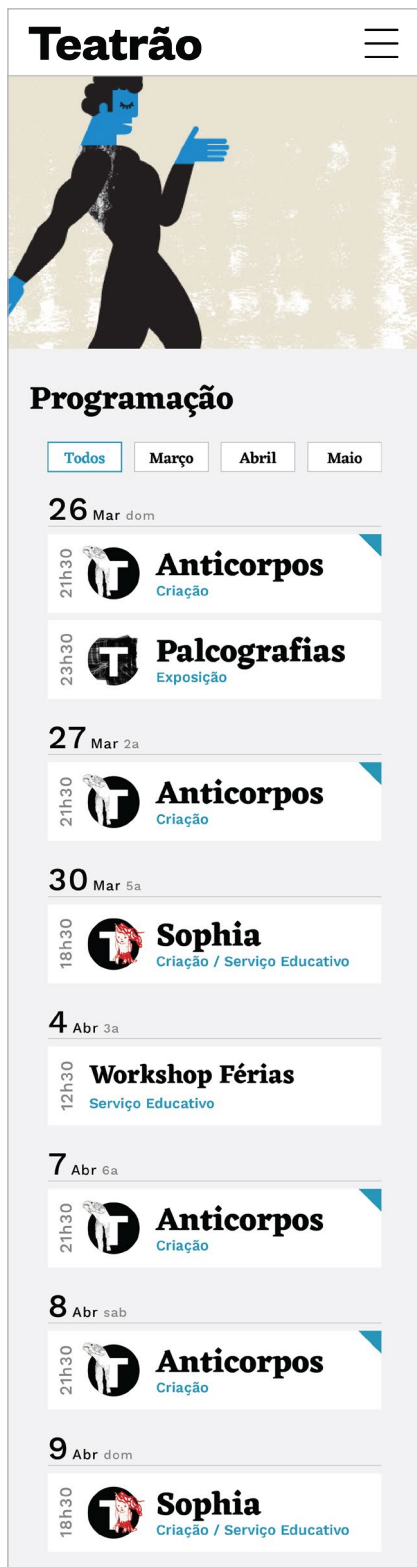 Teatrão
Programação
Todos Março Abril Maio
26 Mar dom
21h30
T
Anticorpos
Criação
23h30
T
Palcografias
Exposição
27 Mar 2a
21h30
T
Anticorpos
Criação
30 Mar 5a
18h30
T
Sophia
Criação / Serviço Educativo
4 Abr 3a
12h30
Workshop Férias
Serviço Educativo
7 Abr 6a
21h30
T
Anticorpos
Criação
8 Abr sab
21h30
T
Anticorpos
Criação
9 Abr dom
18h30
T
Sophia
Criação / Serviço Educativo